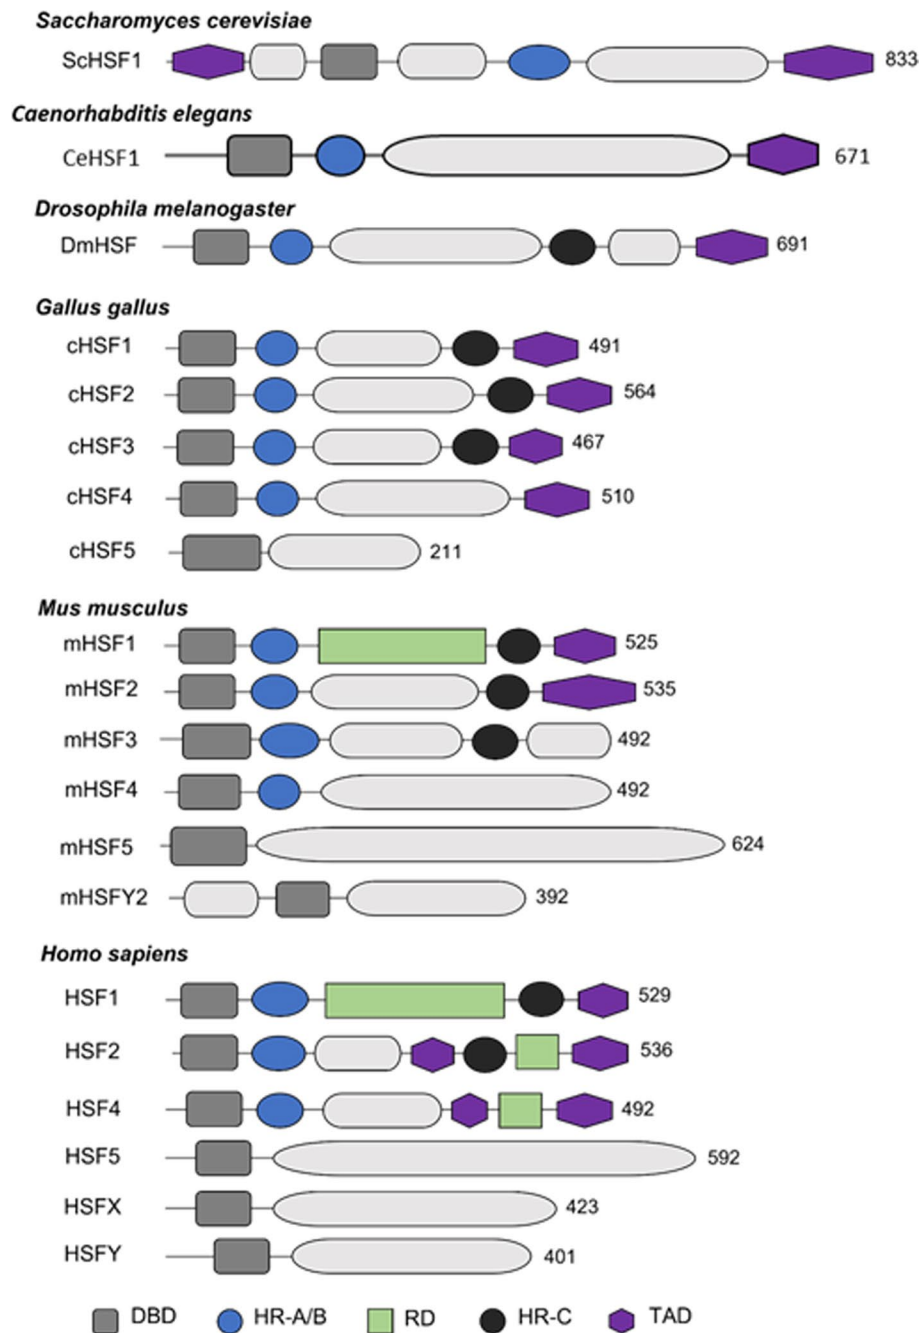 Saccharomyces cerevisiae
ScHSF1 833
Caenorhabditis elegans
CeHSF1 671
Drosophila melanogaster
DmHSF 691
Gallus gallus
cHSF1 491
cHSF2 564
cHSF3 467
cHSF4 510
cHSF5 211
Mus musculus
mHSF1 525
mHSF2 535
mHSF3 492
mHSF4 492
mHSF5 624
mHSFY2 392
Homo sapiens
HSF1 529
HSF2 536
HSF4 492
HSF5 592
HSFX 423
HSFY 401
DBD HR-A/B RD HR-C TAD